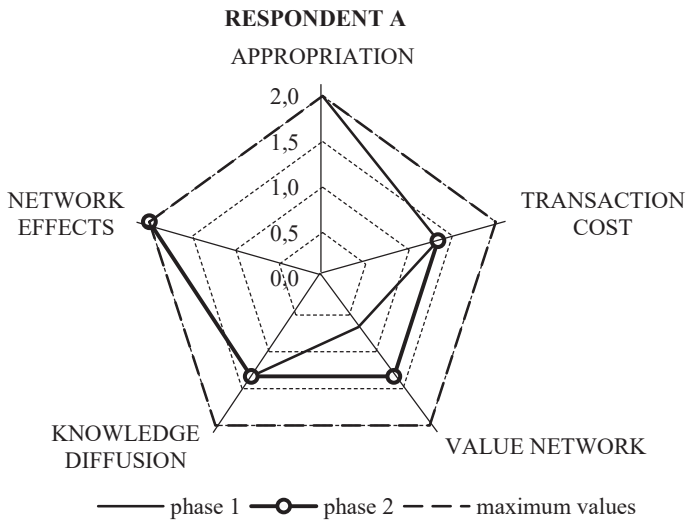 RESPONDENT A
APPROPRIATION
2,0
1,5
1,0
0,5
0,0
NETWORK
EFFECTS
TRANSACTION
COST
KNOWLEDGE
DIFFUSION
VALUE NETWORK
phase 1 phase 2 maximum values